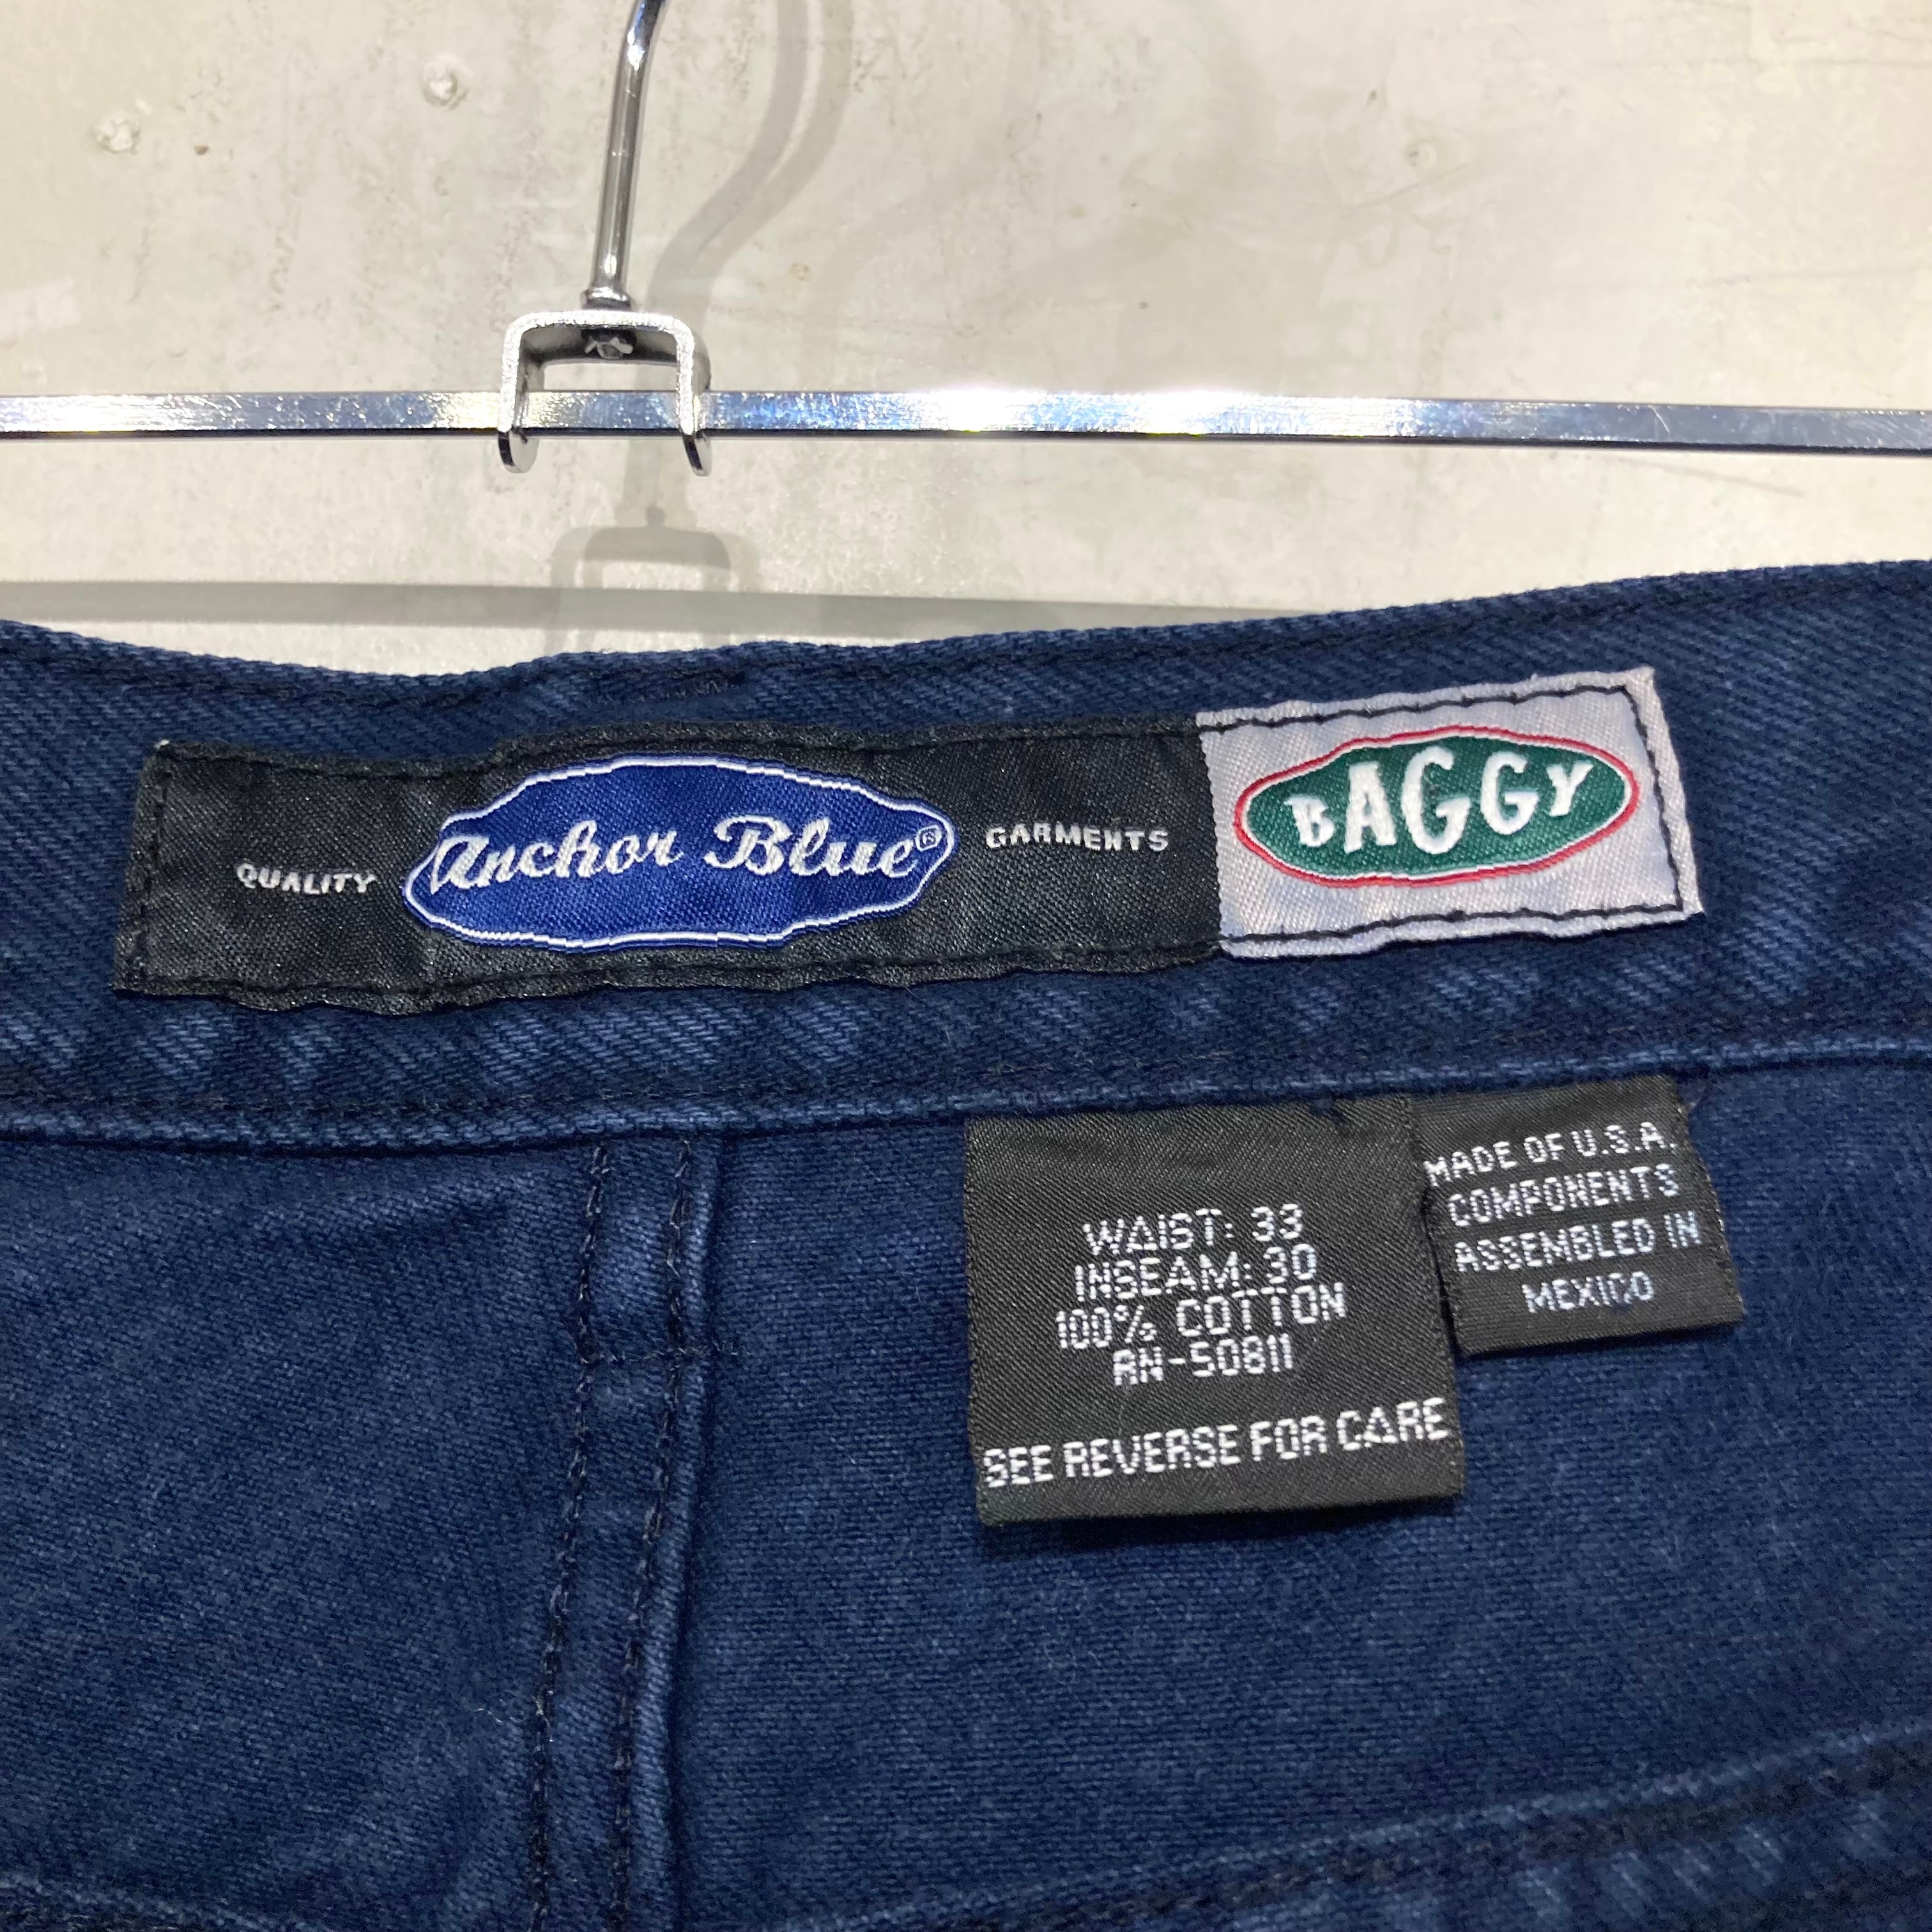 QUALITY Anchor Blue® GARMENTS
BAGGY
WAIST: 33
INSEAM: 30
100% COTTON
RN-50811
SEE REVERSE FOR CARE
MADE OF U.S.A.
COMPONENTS
ASSEMBLED IN
MEXICO